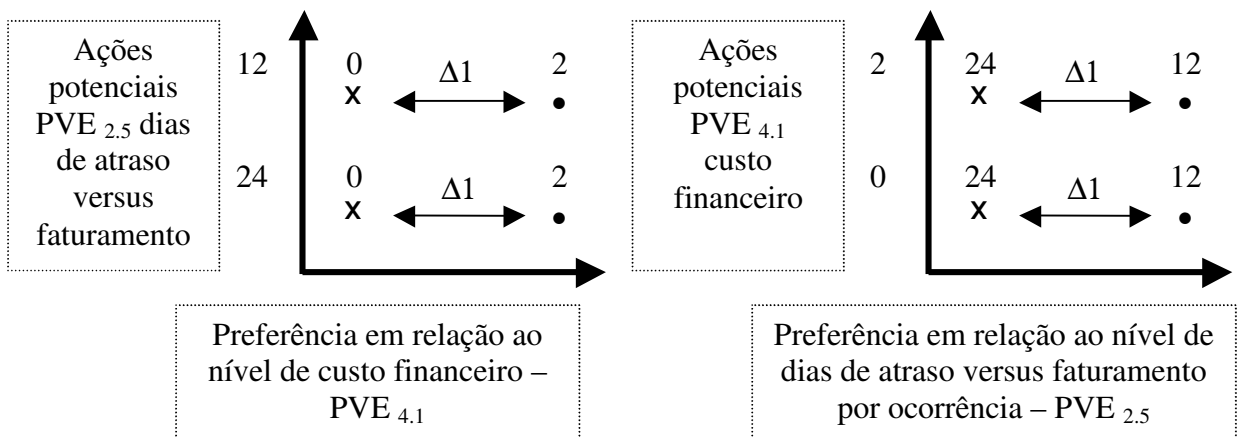 Ações
potenciais
PVE 2.5 dias
de atraso
versus
faturamento
12
0
x
Δ1
2
24
0
x
Δ1
2
Preferência em relação ao
nível de custo financeiro –
PVE 4.1
Ações
potenciais
PVE 4.1
custo
financeiro
2
24
x
Δ1
12
0
24
x
Δ1
12
Preferência em relação ao nível de
dias de atraso versus faturamento
por ocorrência – PVE 2.5